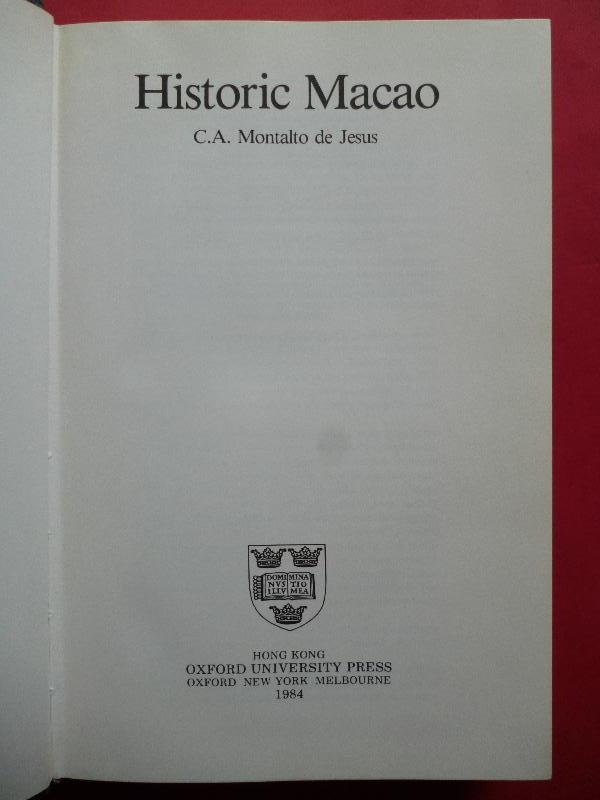 Historic Macao
C.A. Montalto de Jesus
DOMI MINA
NVS TIO
ILLV MEA
HONG KONG
OXFORD UNIVERSITY PRESS
OXFORD NEW YORK MELBOURNE
1984